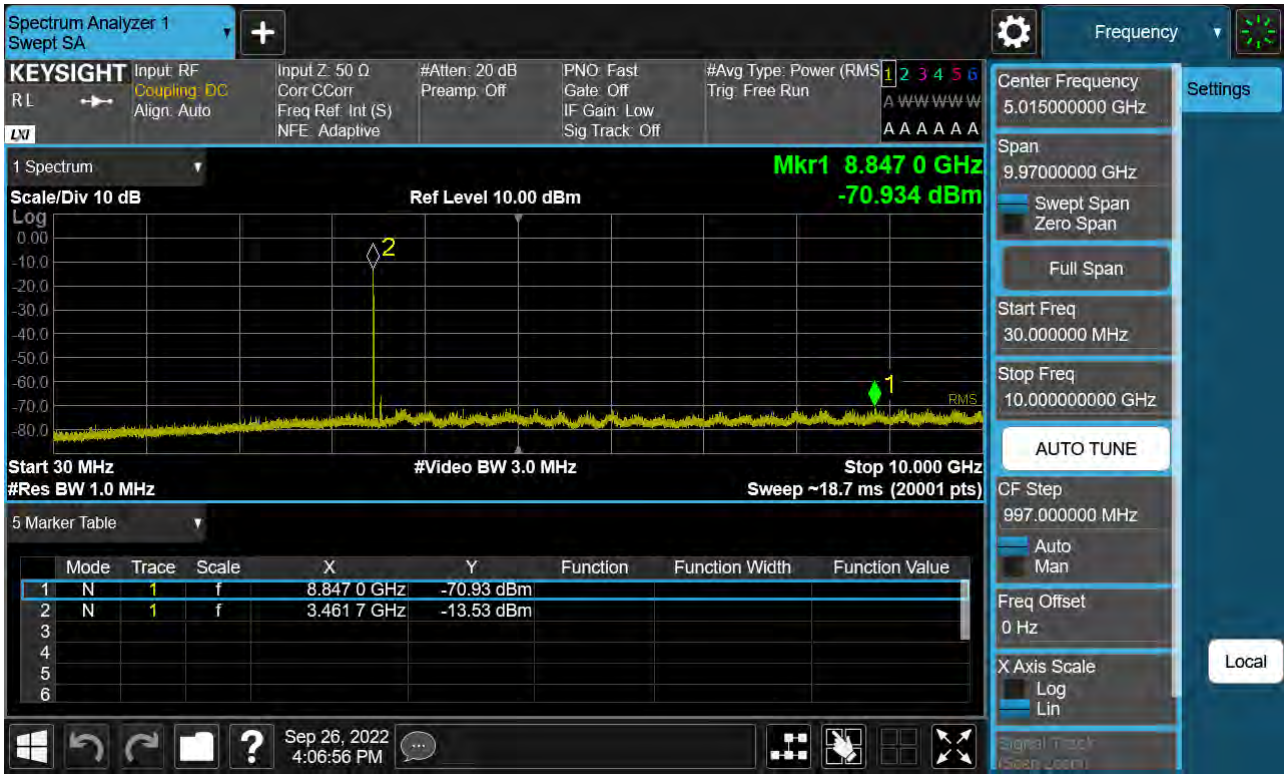 Spectrum Analyzer 1
Swept SA
+
Frequency
KEYSIGHT
RL
LXI
Input: RF
Coupling: DC
Align: Auto
Input Z: 50 Ω
Corr CCorr
Freq Ref: Int (S)
NFE: Adaptive
#Atten: 20 dB
Preamp: Off
PNO: Fast
Gate: Off
IF Gain: Low
Sig Track: Off
#Avg Type: Power (RMS
Trig: Free Run
1 2 3 4 5 6
A W W W W W
A A A A A A
1 Spectrum
Scale/Div 10 dB
Ref Level 10.00 dBm
Mkr1 8.847 0 GHz
-70.934 dBm
Log
0.00
-10.0
-20.0
-30.0
-40.0
-50.0
-60.0
-70.0
-80.0
2
1
RMS
Start 30 MHz
#Video BW 3.0 MHz
Stop 10.000 GHz
#Res BW 1.0 MHz
Sweep ~18.7 ms (20001 pts)
5 Marker Table
Mode Trace Scale X Y Function Function Width Function Value
1 N 1 f 8.847 0 GHz -70.93 dBm
2 N 1 f 3.461 7 GHz -13.53 dBm
3
4
5
6
Center Frequency
5.015000000 GHz
Span
9.97000000 GHz
Swept Span
Zero Span
Full Span
Start Freq
30.000000 MHz
Stop Freq
10.000000000 GHz
AUTO TUNE
CF Step
997.000000 MHz
Auto
Man
Freq Offset
0 Hz
X Axis Scale
Log
Lin
Signal Track
(Span Zoom)
Settings
Local
?
Sep 26, 2022
4:06:56 PM